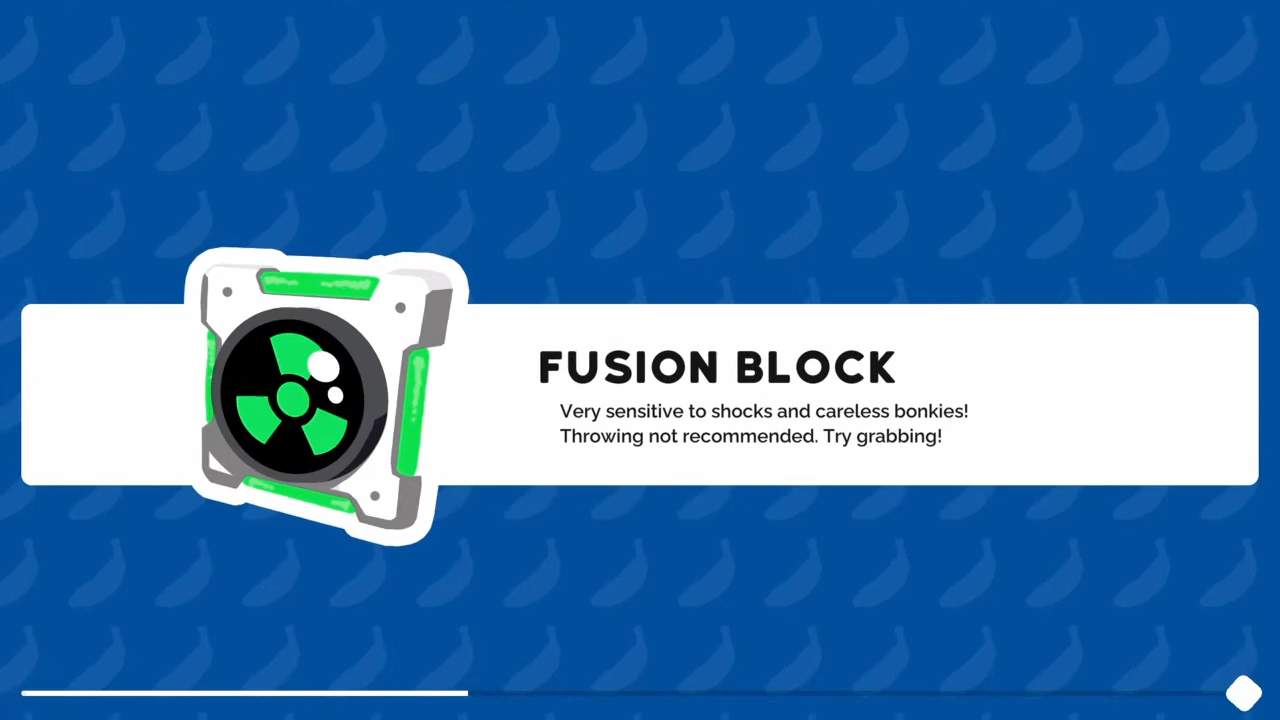 FUSION BLOCK
Very sensitive to shocks and careless bonkies!
Throwing not recommended. Try grabbing!